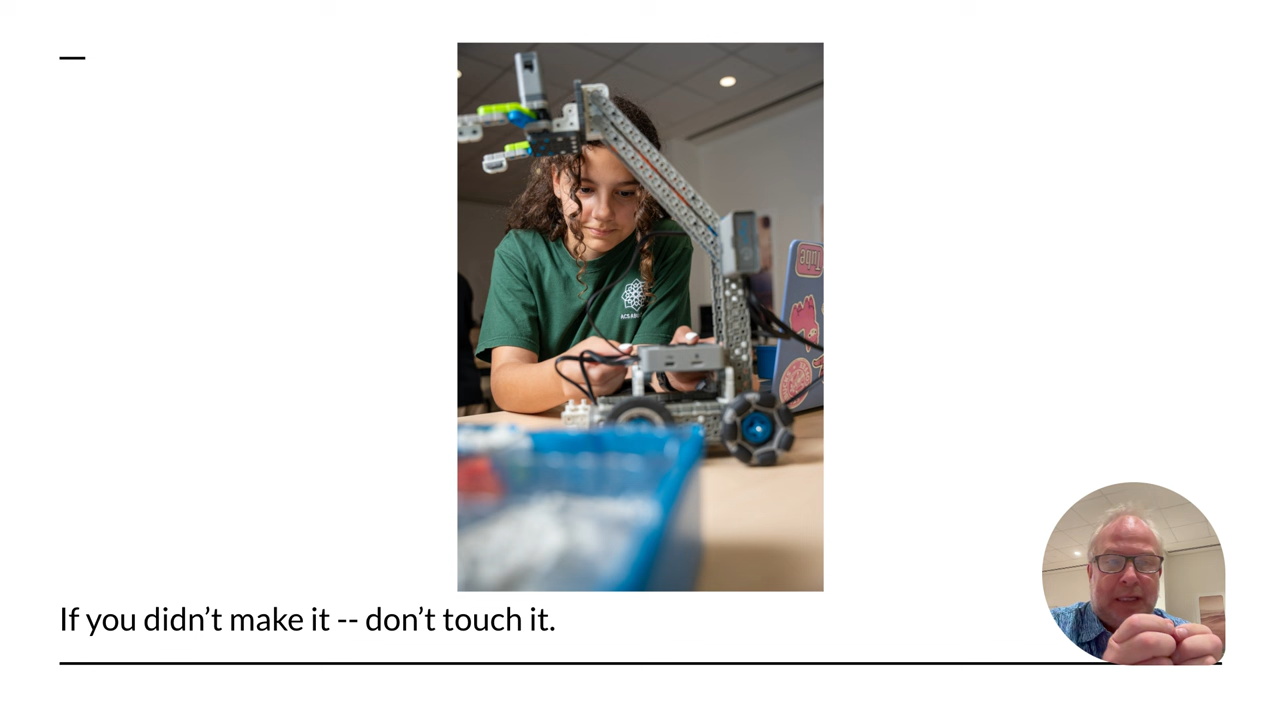 If you didn’t make it -- don’t touch it.